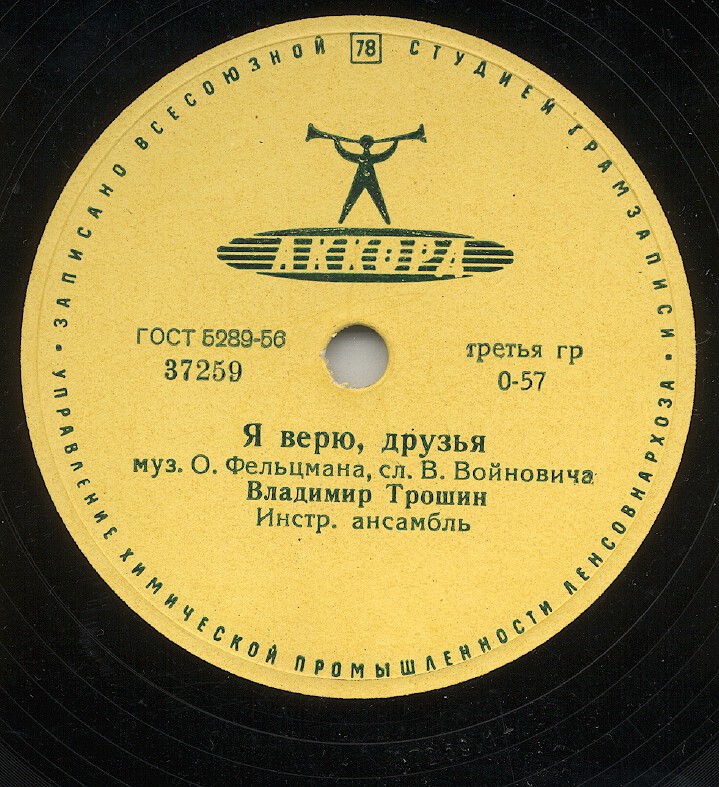 ЗАПИСАНО ВСЕСОЮЗНОЙ 78 СТУДИЕЙ ГРАМЗАПИСИ
АККОРД
ГОСТ 5289-56
37259
третья гр
0-57
Я верю, друзья
муз. О. Фельцмана, сл. В. Войновича
Владимир Трошин
Инстр. ансамбль
УПРАВЛЕНИЕ ХИМИЧЕСКОЙ ПРОМЫШЛЕННОСТИ ЛЕНСОВНАРХОЗА